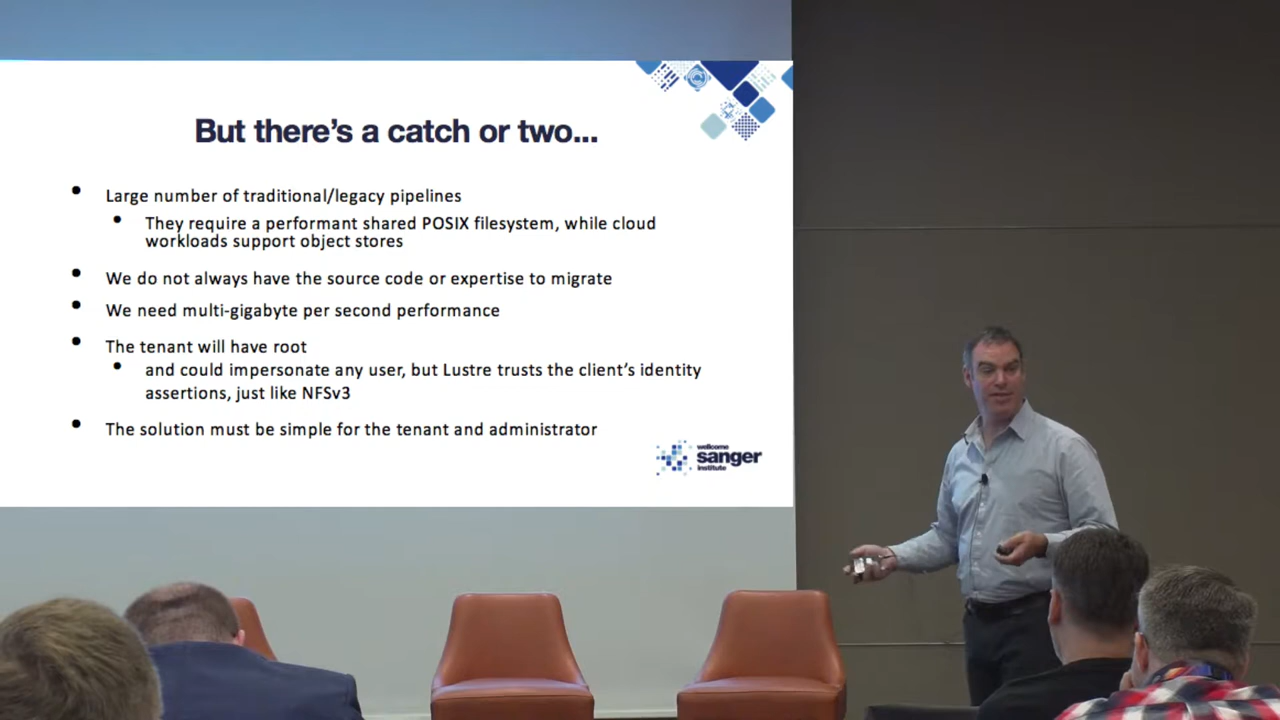 But there's a catch or two...
Large number of traditional/legacy pipelines
They require a performant shared POSIX filesystem, while cloud
workloads support object stores
We do not always have the source code or expertise to migrate
We need multi-gigabyte per second performance
The tenant will have root
and could impersonate any user, but Lustre trusts the client's identity
assertions, just like NFSv3
The solution must be simple for the tenant and administrator
wellcome
sanger
institute